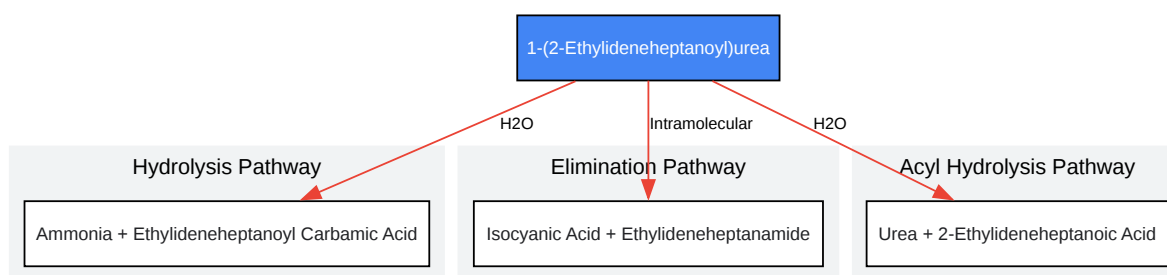 1-(2-Ethylideneheptanoyl)urea
H2O
Intramolecular
H2O
Hydrolysis Pathway
Elimination Pathway
Acyl Hydrolysis Pathway
Ammonia + Ethylideneheptanoyl Carbamic Acid
Isocyanic Acid + Ethylideneheptanamide
Urea + 2-Ethylideneheptanoic Acid